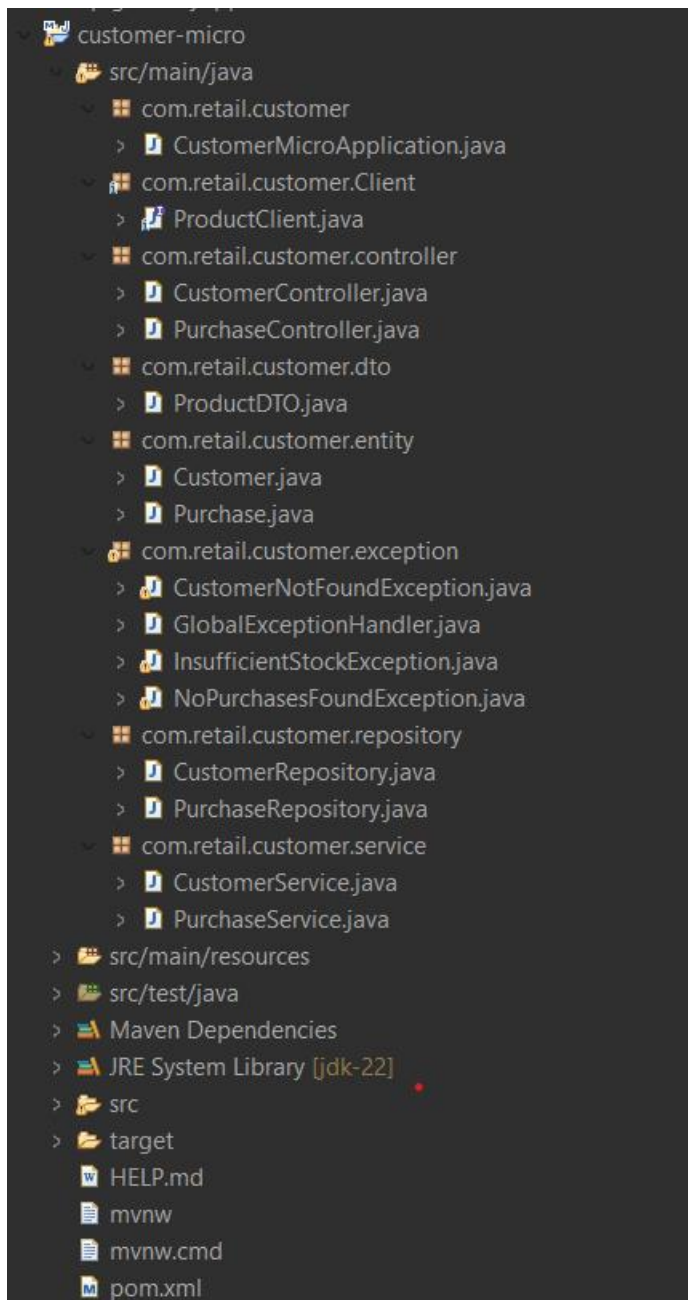 customer-micro
src/main/java
com.retail.customer
CustomerMicroApplication.java
com.retail.customer.Client
ProductClient.java
com.retail.customer.controller
CustomerController.java
PurchaseController.java
com.retail.customer.dto
ProductDTO.java
com.retail.customer.entity
Customer.java
Purchase.java
com.retail.customer.exception
CustomerNotFoundException.java
GlobalExceptionHandler.java
InsufficientStockException.java
NoPurchasesFoundException.java
com.retail.customer.repository
CustomerRepository.java
PurchaseRepository.java
com.retail.customer.service
CustomerService.java
PurchaseService.java
src/main/resources
src/test/java
Maven Dependencies
JRE System Library [jdk-22]
src
target
HELP.md
mvnw
mvnw.cmd
pom.xml